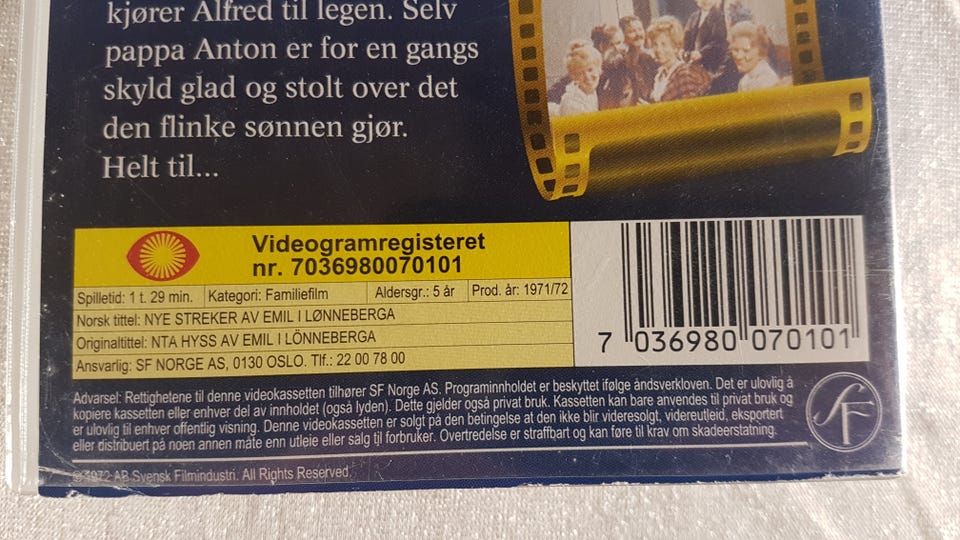 kjører Alfred til legen. Selv
pappa Anton er for en gangs
skyld glad og stolt over det
den flinke sønnen gjør.
Helt til...
Videogramregisteret
nr. 7036980070101
Spilletid: 1 t. 29 min. Kategori: Familiefilm Aldersgr.: 5 år Prod. år: 1971/72
Norsk tittel: NYE STREKER AV EMIL I LØNNEBERGA
Originaltittel: NTA HYSS AV EMIL I LÖNNEBERGA
Ansvarlig: SF NORGE AS, 0130 OSLO. Tlf.: 22 00 78 00
7 036980 070101
Advarsel: Rettighetene til denne videokassetten tilhører SF Norge AS. Programinnholdet er beskyttet ifølge åndsverkloven. Det er ulovlig å
kopiere kassetten eller enhver del av innholdet (også lyden). Dette gjelder også privat bruk. Kassetten kan bare anvendes til privat bruk og
er ulovlig til enhver offentlig visning. Denne videokassetten er solgt på den betingelse at den ikke blir videresolgt, videreutleid, eksportert
eller distribuert på noen annen måte enn utleie eller salg til forbruker. Overtredelse er straffbart og kan føre til krav om skadeerstatning.
SF
© 1972 AB Svensk Filmindustri. All Rights Reserved.